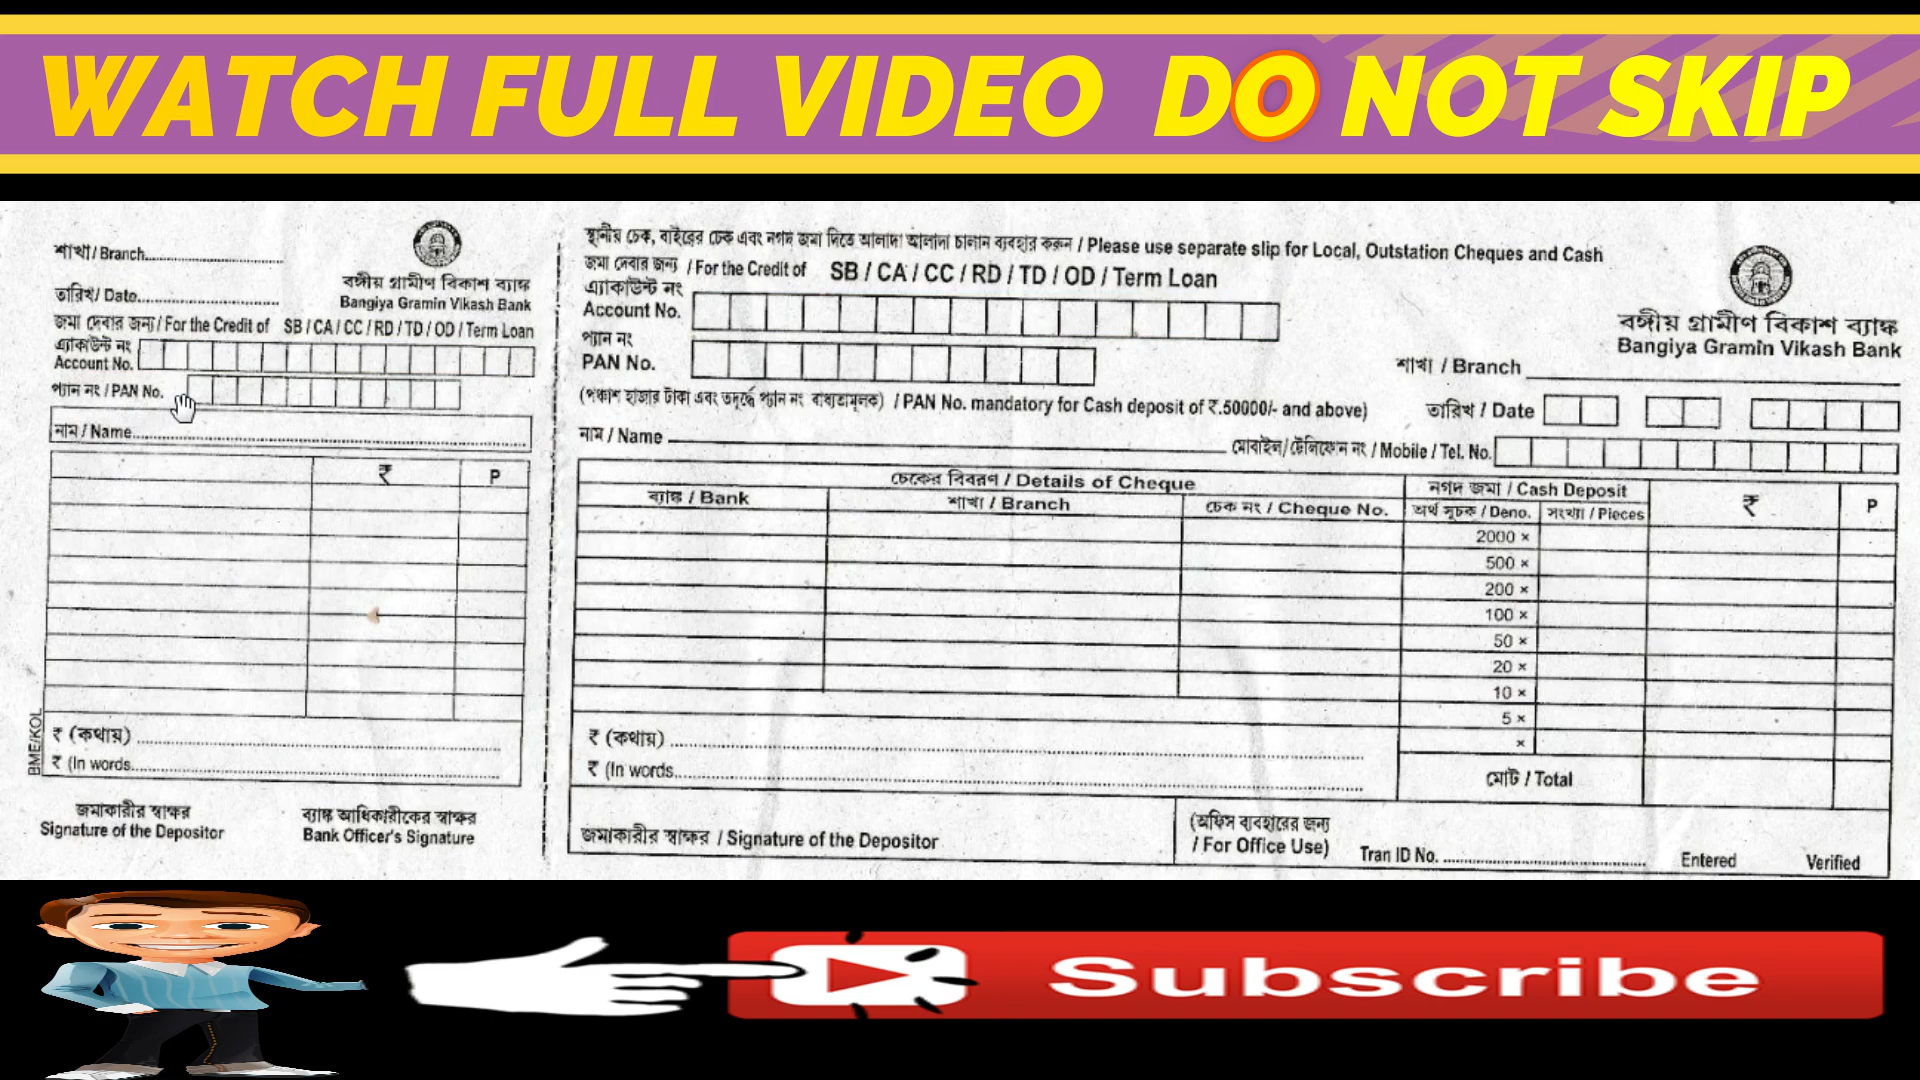 WATCH FULL VIDEO DO NOT SKIP
শাখা / Branch
তারিখ / Date
বঙ্গীয় গ্রামীণ বিকাশ ব্যাঙ্ক
Bangiya Gramin Vikash Bank
জমা দেবার জন্য / For the Credit of SB / CA / CC / RD / TD / OD / Term Loan
এ্যাকাউন্ট নং
Account No.
প্যান নং / PAN No.
নাম / Name
₹ P
₹ (কথায়)
₹ (In words
BME/KOL
জমাকারীর স্বাক্ষর
Signature of the Depositor
ব্যাঙ্ক আধিকারীকের স্বাক্ষর
Bank Officer's Signature
স্থানীয় চেক, বাইরের চেক এবং নগদ জমা দিতে আলাদা আলাদা চালান ব্যবহার করুন / Please use separate slip for Local, Outstation Cheques and Cash
জমা দেবার জন্য / For the Credit of SB / CA / CC / RD / TD / OD / Term Loan
এ্যাকাউন্ট নং
Account No.
প্যান নং
PAN No.
বঙ্গীয় গ্রামীণ বিকাশ ব্যাঙ্ক
Bangiya Gramin Vikash Bank
শাখা / Branch
(পঞ্চাশ হাজার টাকা এবং তদূর্দ্ধে প্যান নং বাধ্যতামূলক) / PAN No. mandatory for Cash deposit of ₹.50000/- and above)
তারিখ / Date
নাম / Name
মোবাইল/টেলিফোন নং / Mobile / Tel. No.
চেকের বিবরণ / Details of Cheque
নগদ জমা / Cash Deposit
₹ P
ব্যাঙ্ক / Bank
শাখা / Branch
চেক নং / Cheque No.
অর্থ সূচক / Deno.
সংখ্যা / Pieces
2000 ×
500 ×
200 ×
100 ×
50 ×
20 ×
10 ×
5 ×
×
₹ (কথায়)
₹ (In words
মোট / Total
জমাকারীর স্বাক্ষর / Signature of the Depositor
(অফিস ব্যবহারের জন্য
/ For Office Use)
Tran ID No.
Entered
Verified
Subscribe